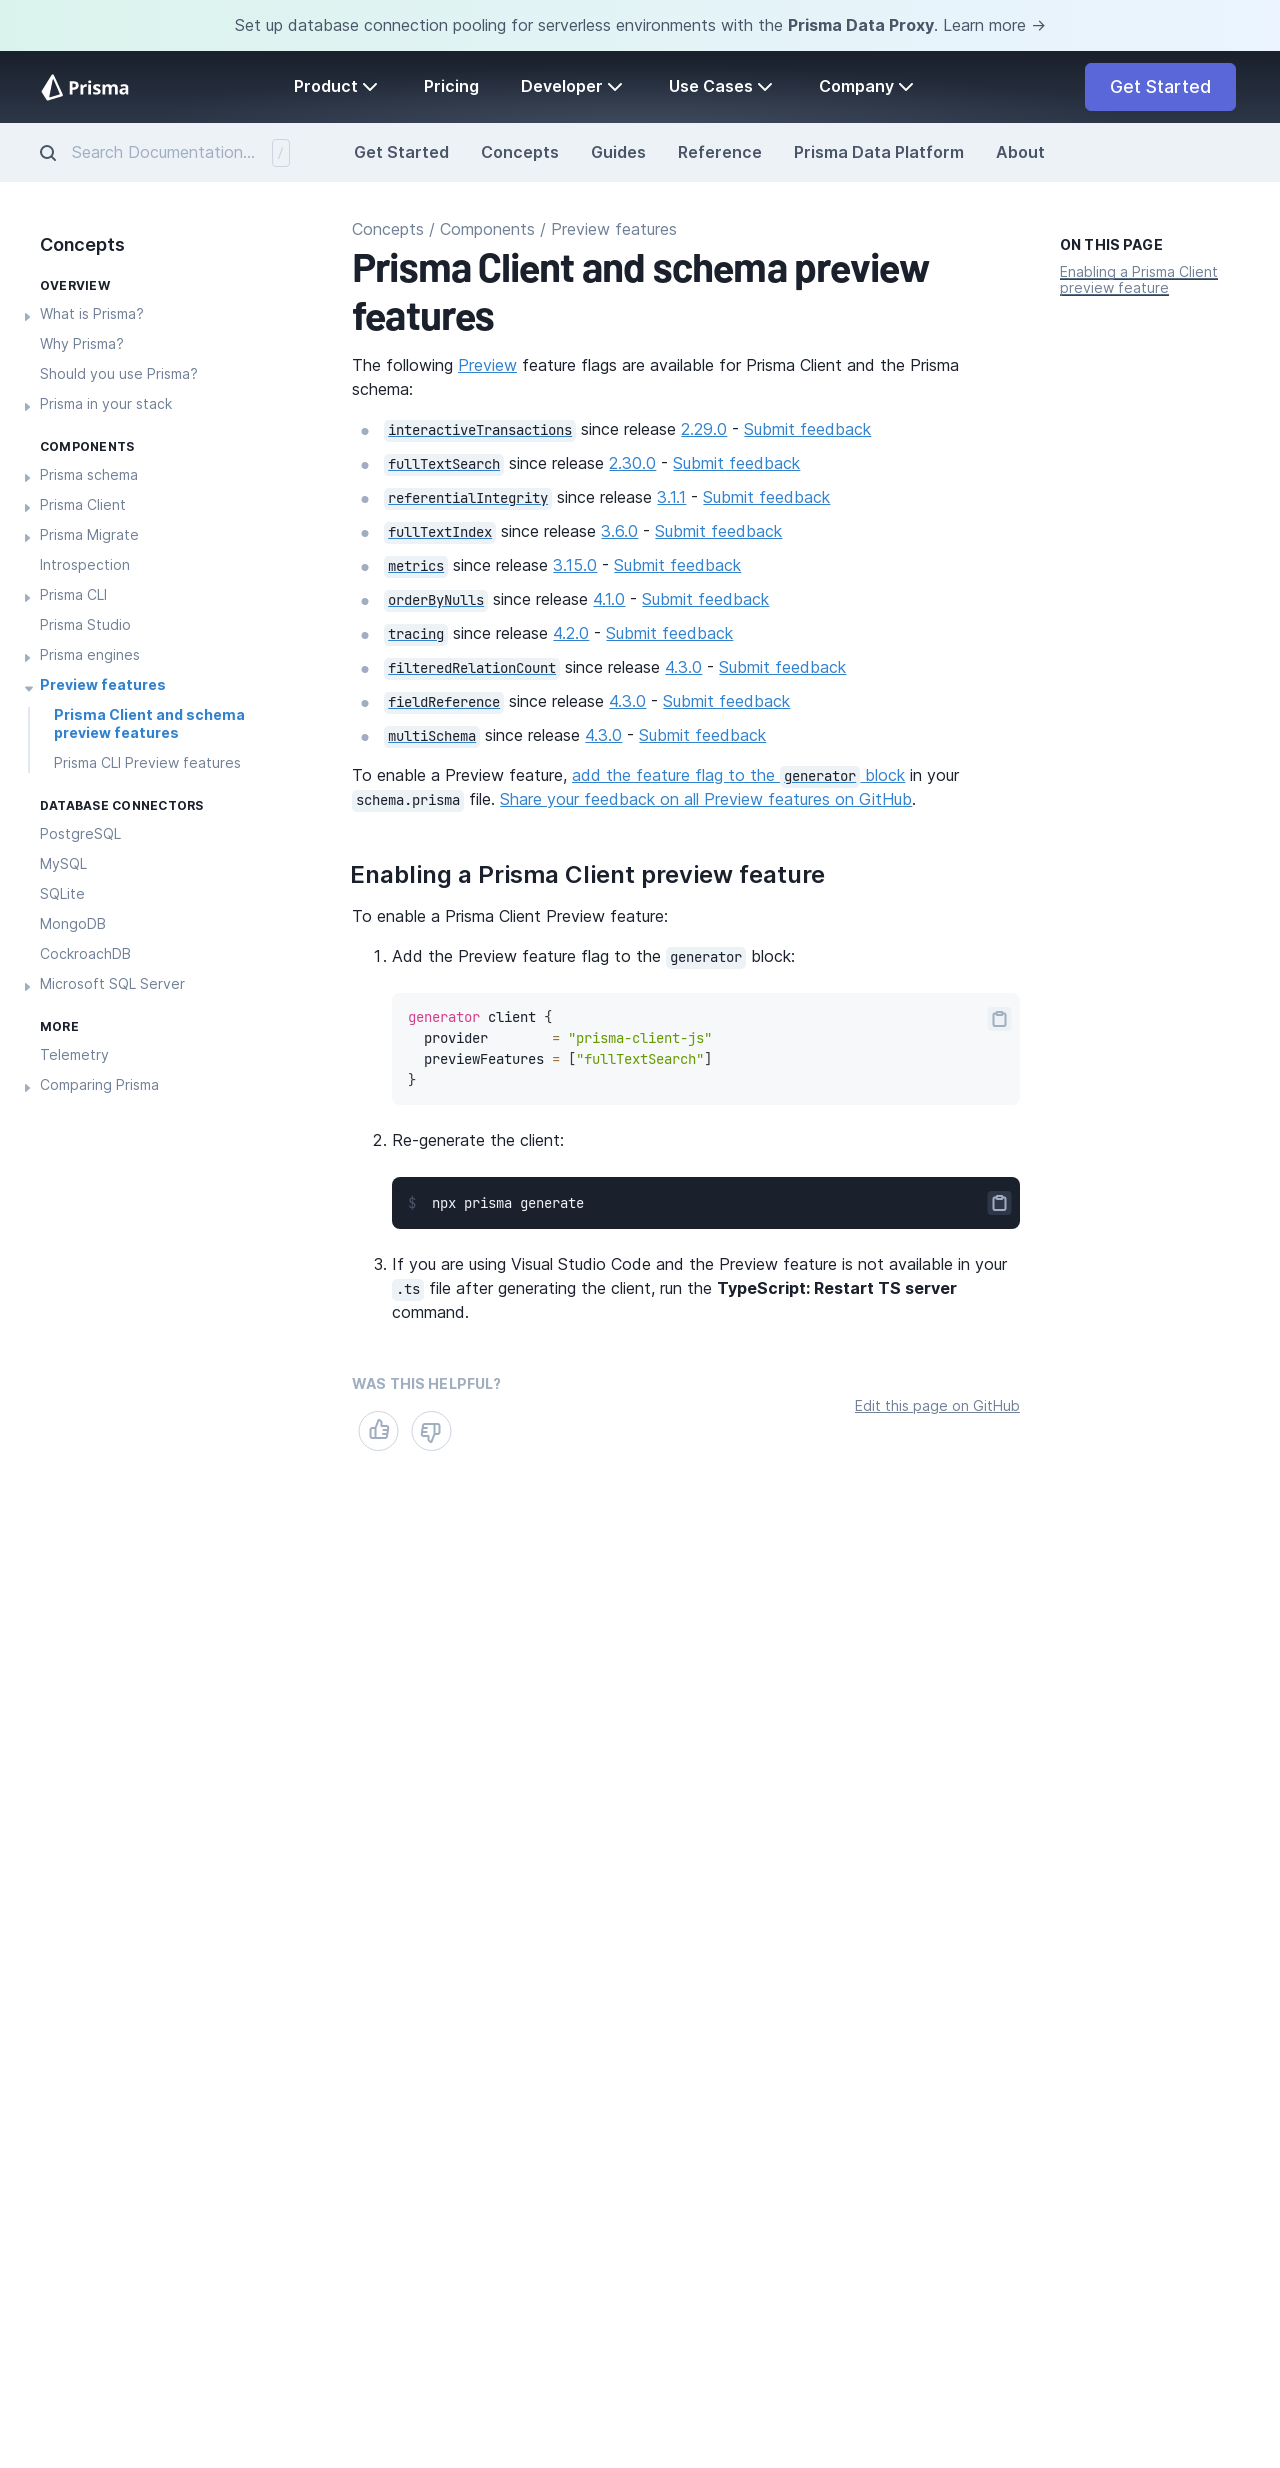 Set up database connection pooling for serverless environments with the Prisma Data Proxy. Learn more →
Prisma
Product
Pricing
Developer
Use Cases
Company
Get Started
Search Documentation...
/
Get Started
Concepts
Guides
Reference
Prisma Data Platform
About
Concepts
OVERVIEW
What is Prisma?
Why Prisma?
Should you use Prisma?
Prisma in your stack
COMPONENTS
Prisma schema
Prisma Client
Prisma Migrate
Introspection
Prisma CLI
Prisma Studio
Prisma engines
Preview features
Prisma Client and schema
preview features
Prisma CLI Preview features
DATABASE CONNECTORS
PostgreSQL
MySQL
SQLite
MongoDB
CockroachDB
Microsoft SQL Server
MORE
Telemetry
Comparing Prisma
Concepts / Components / Preview features
Prisma Client and schema preview
features
The following Preview feature flags are available for Prisma Client and the Prisma
schema:
interactiveTransactions since release 2.29.0 - Submit feedback
fullTextSearch since release 2.30.0 - Submit feedback
referentialIntegrity since release 3.1.1 - Submit feedback
fullTextIndex since release 3.6.0 - Submit feedback
metrics since release 3.15.0 - Submit feedback
orderByNulls since release 4.1.0 - Submit feedback
tracing since release 4.2.0 - Submit feedback
filteredRelationCount since release 4.3.0 - Submit feedback
fieldReference since release 4.3.0 - Submit feedback
multiSchema since release 4.3.0 - Submit feedback
To enable a Preview feature, add the feature flag to the generator block in your
schema.prisma file. Share your feedback on all Preview features on GitHub.
Enabling a Prisma Client preview feature
To enable a Prisma Client Preview feature:
1. Add the Preview feature flag to the generator block:
generator client {
  provider        = "prisma-client-js"
  previewFeatures = ["fullTextSearch"]
}
2. Re-generate the client:
$ npx prisma generate
3. If you are using Visual Studio Code and the Preview feature is not available in your
.ts file after generating the client, run the TypeScript: Restart TS server
command.
WAS THIS HELPFUL?
Edit this page on GitHub
ON THIS PAGE
Enabling a Prisma Client
preview feature